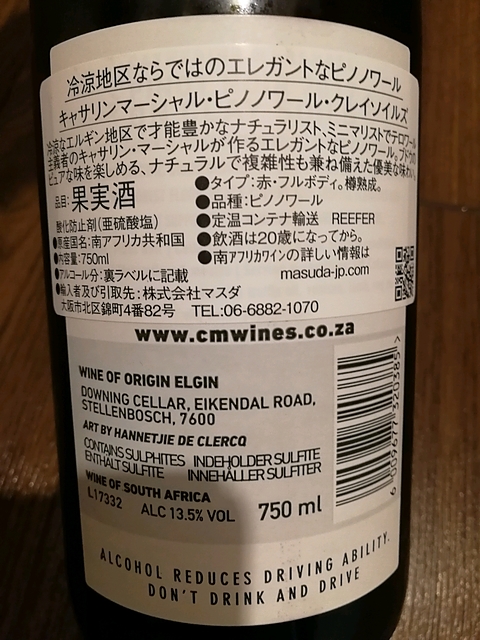 冷涼地区ならではのエレガントなピノノワール
キャサリンマーシャル・ピノノワール・クレイソイルズ
冷涼なエルギン地区で才能豊かなナチュラリスト、ミニマリストでテロワール
主義者のキャサリン・マーシャルが作るエレガントなピノノワール。ブドウの
ピュアな味を楽しめる、ナチュラルで複雑性も兼ね備えた優美な味わい。
品目:果実酒
酸化防止剤(亜硫酸塩)
●原産国名:南アフリカ共和国
●内容量:750ml
●アルコール分:裏ラベルに記載
●輸入者及び引取先:株式会社マスダ
大阪市北区錦町4番82号 TEL:06-6882-1070
●タイプ:赤・フルボディ。樽熟成。
●品種:ピノノワール
●定温コンテナ輸送 REEFER
●飲酒は20歳になってから。
●南アフリカワインの詳しい情報は
masuda-jp.com
www.cmwines.co.za
WINE OF ORIGIN ELGIN
DOWNING CELLAR, EIKENDAL ROAD,
STELLENBOSCH, 7600
ART BY HANNETJIE DE CLERCQ
CONTAINS SULPHITES INDEHOLDER SULFITE
ENTHÄLT SULFITE INNEHÅLLER SULFITER
WINE OF SOUTH AFRICA
L17332 ALC 13.5% VOL 750 ml
6 009677 320385 >
ALCOHOL REDUCES DRIVING ABILITY.
DON'T DRINK AND DRIVE